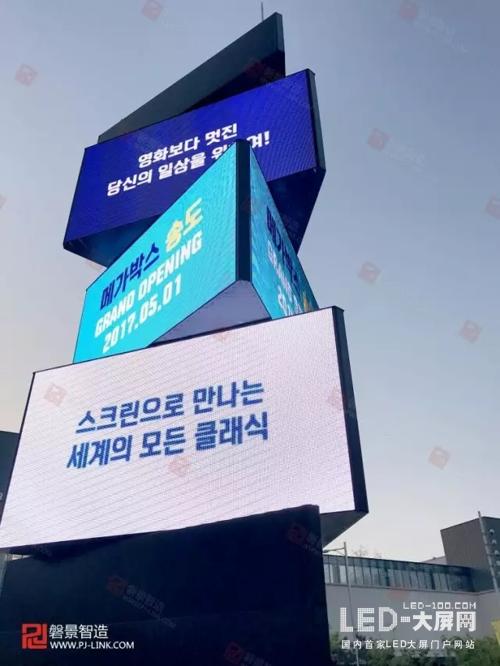 영화보다 멋진
당신의 일상을
메가박스 송도
GRAND OPENING
2017.05.01
스크린으로 만나는
세계의 모든 클래식
磐景智造
WWW.PJ-LINK.COM
LED-100.COM
LED-大屏网
国内首家LED大屏门户网站